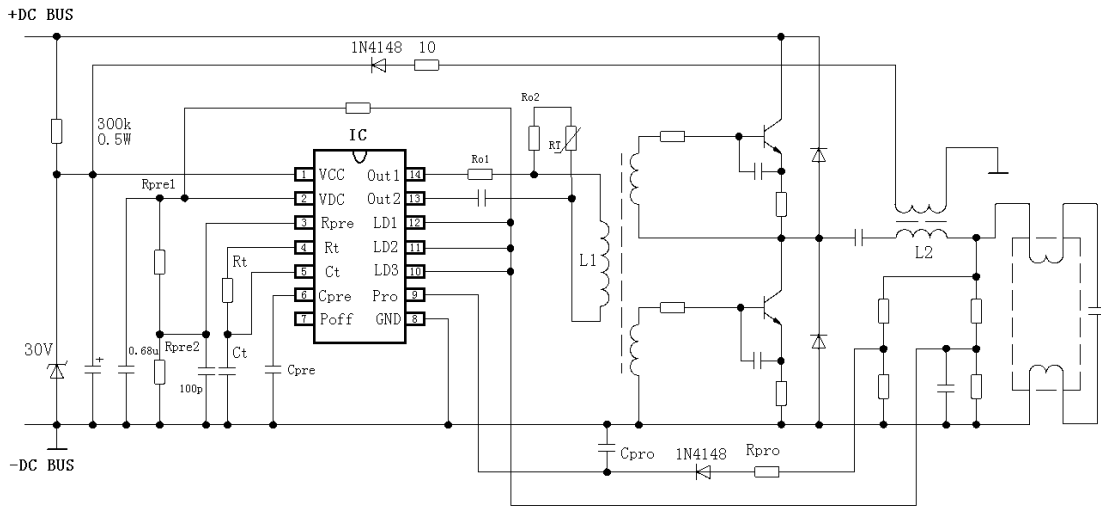 +DC BUS
1N4148 10
300k
0.5W
Ro2
RT
IC
Ro1
Rpre1
1 VCC Out1 14
2 VDC Out2 13
3 Rpre LD1 12
4 Rt LD2 11
5 Ct LD3 10
6 Cpre Pro 9
7 Poff GND 8
Rt
L1
L2
30V
+
0.68u
Rpre2
100p
Ct
Cpre
-DC BUS
Cpro
1N4148
Rpro